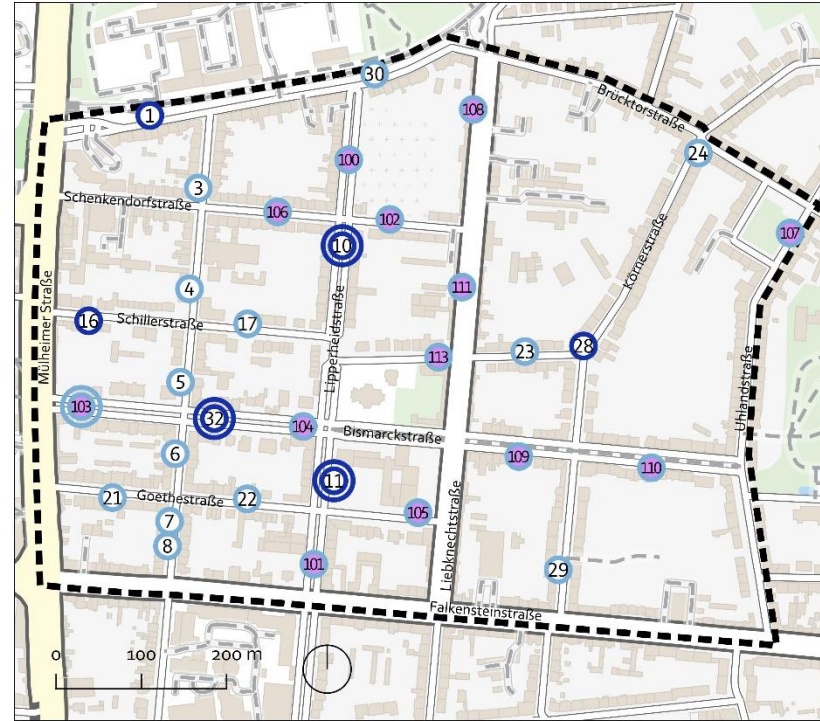 30
1
108
Brücktorstraße
24
100
3
Schenkendorfstraße
106
102
107
10
Körnerstraße
4
111
16
Schillerstraße
17
Lipperheidstraße
Mülheimer Straße
28
23
113
5
Uhlandstraße
103
32
104
Bismarckstraße
6
109
110
11
21
Goethestraße
22
105
7
Liebknechtstraße
8
101
29
Falkensteinstraße
0 100 200 m